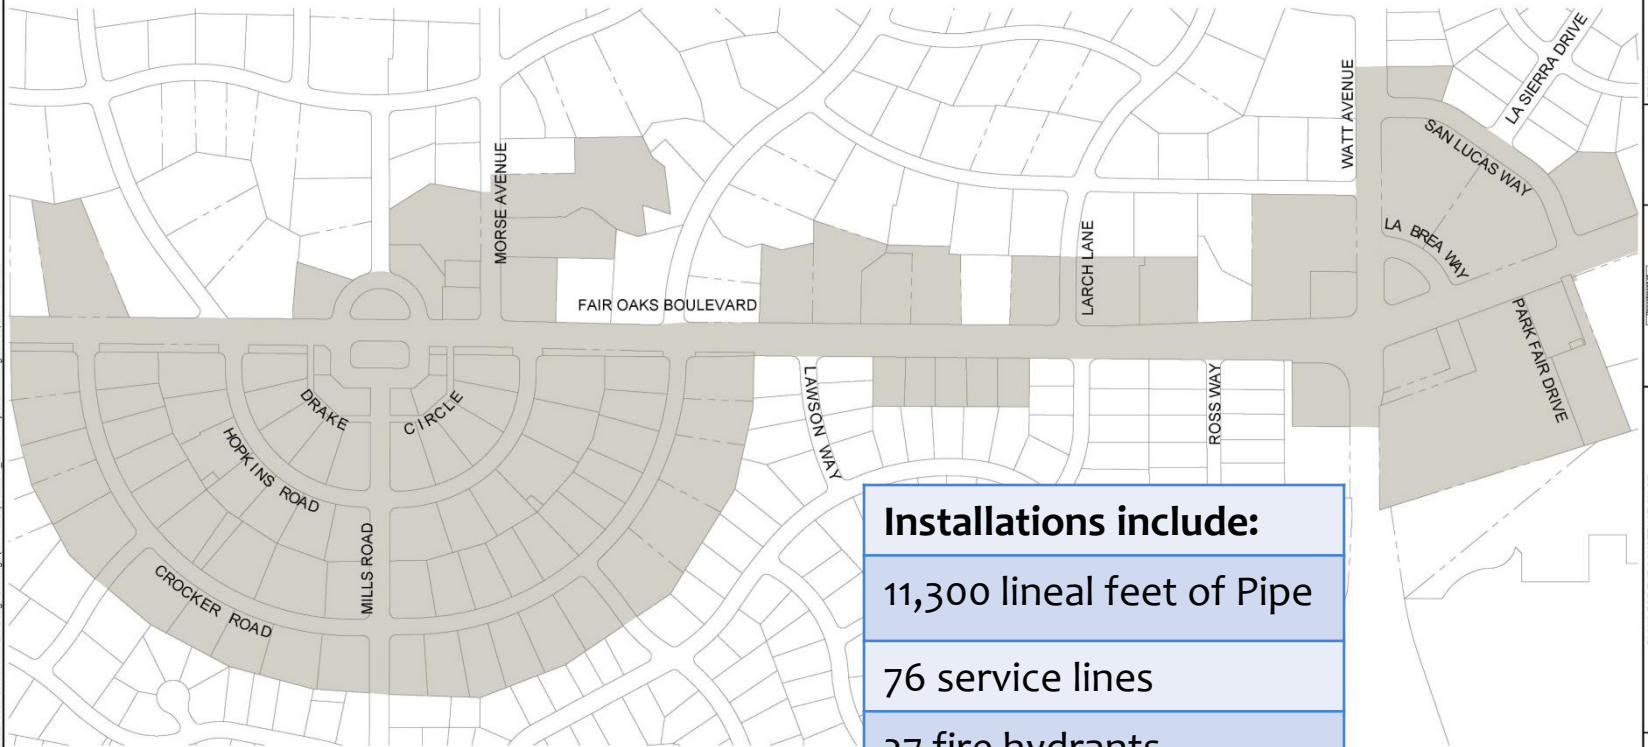 LA SIERRA DRIVE
WATT AVENUE
SAN LUCAS WAY
MORSE AVENUE
LA BREA WAY
LARCH LANE
FAIR OAKS BOULEVARD
PARK FAIR DRIVE
LAWSON WAY
ROSS WAY
DRAKE CIRCLE
HOPKINS ROAD
MILLS ROAD
CROCKER ROAD
Installations include:
11,300 lineal feet of Pipe
76 service lines
fire hydrants